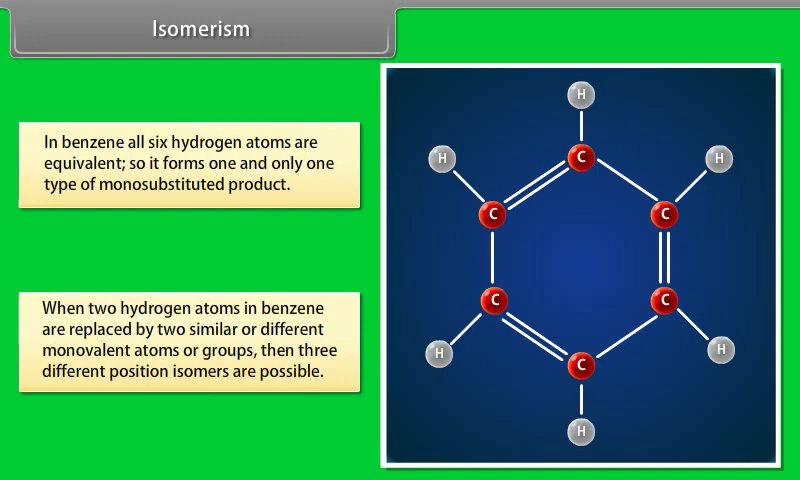 Isomerism
In benzene all six hydrogen atoms are
equivalent; so it forms one and only one
type of monosubstituted product.
When two hydrogen atoms in benzene
are replaced by two similar or different
monovalent atoms or groups, then three
different position isomers are possible.
H
H
H
C
C
C
C
C
C
H
H
H